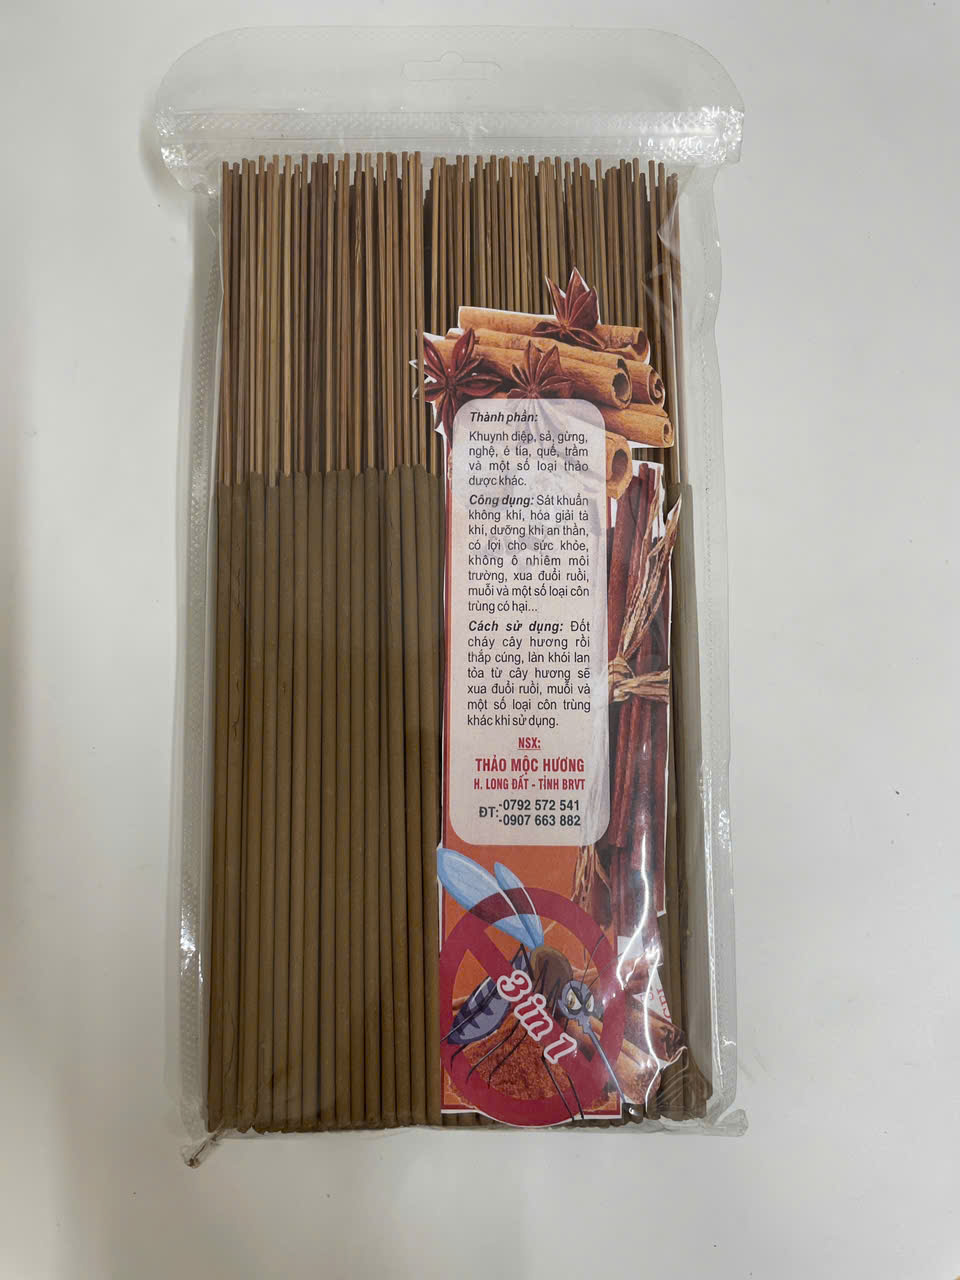 Thành phần:
Khuynh diệp, sả, gừng,
nghệ, é tía, quế, trầm
và một số loại thảo
dược khác.
Công dụng: Sát khuẩn
không khí, hóa giải tà
khí, dưỡng khí an thần,
có lợi cho sức khỏe,
không ô nhiễm môi
trường, xua đuổi ruồi,
muỗi và một số loại côn
trùng có hại...
Cách sử dụng: Đốt
cháy cây hương rồi
thắp cúng, làn khói lan
tỏa từ cây hương sẽ
xua đuổi ruồi, muỗi và
một số loại côn trùng
khác khi sử dụng.
NSX:
THẢO MỘC HƯƠNG
H. LONG ĐẤT - TỈNH BRVT
ĐT: -0792 572 541
-0907 663 882
3 in 1